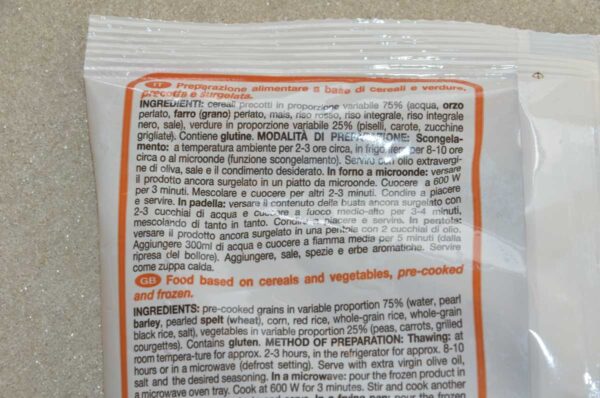 IT Preparazione alimentare a base di cereali e verdure,
precotta e surgelata.
INGREDIENTI: cereali precotti in proporzione variabile 75% (acqua, orzo
perlato, farro (grano) perlato, mais, riso rosso, riso integrale, riso integrale
nero, sale), verdure in proporzione variabile 25% (piselli, carote, zucchine
grigliate). Contiene glutine. MODALITÀ DI PREPARAZIONE: Scongela-
mento: a temperatura ambiente per 2-3 ore circa, in frigorifero per 8-10 ore
circa o al microonde (funzione scongelamento). Servire con olio extravergi-
ne di oliva, sale e il condimento desiderato. In forno a microonde: versare
il prodotto ancora surgelato in un piatto da microonde. Cuocere a 600 W
per 3 minuti. Mescolare e cuocere per altri 2-3 minuti. Condire a piacere
e servire. In padella: versare il contenuto della busta ancora surgelato con
2-3 cucchiai di acqua e cuocere a fuoco medio-alto per 3-4 minuti,
mescolando di tanto in tanto. Condire a piacere e servire. In pentola:
versare il prodotto ancora surgelato in una pentola con 2 cucchiai di olio.
Aggiungere 300ml di acqua e cuocere a fiamma media per 5 minuti (dalla
ripresa del bollore). Aggiungere, sale, spezie e erbe aromatiche. Servire
come zuppa calda.
GB Food based on cereals and vegetables, pre-cooked
and frozen.
INGREDIENTS: pre-cooked grains in variable proportion 75% (water, pearl
barley, pearled spelt (wheat), corn, red rice, whole-grain rice, whole-grain
black rice, salt), vegetables in variable proportion 25% (peas, carrots, grilled
courgettes). Contains gluten. METHOD OF PREPARATION: Thawing: at
room tempera-ture for approx. 2-3 hours, in the refrigerator for approx. 8-10
hours or in a microwave (defrost setting). Serve with extra virgin olive oil,
salt and the desired seasoning. In a microwave: pour the frozen product in
a microwave oven tray. Cook at 600 W for 3 minutes. Stir and cook another
In a frying pan: pour the frozen